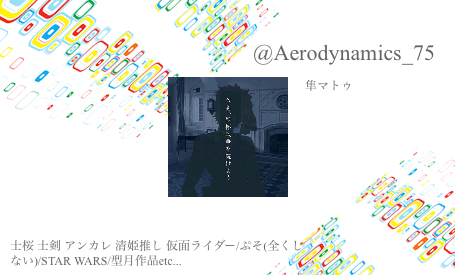 @Aerodynamics_75
隼マトゥ
士桜 士剣 アンカレ 清姫推し 仮面ライダー/ぷそ(全くし
ない)/STAR WARS/型月作品etc...